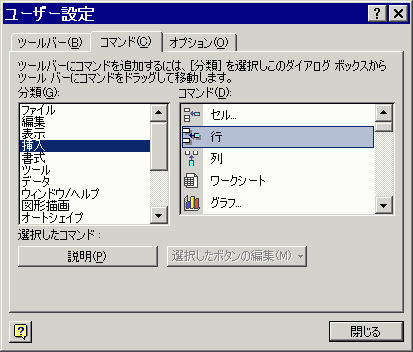 ユーザー設定
ツールバー(B) コマンド(C) オプション(O)
ツールバーにコマンドを追加するには、[分類] を選択しこのダイアログ ボックスから
ツール バーにコマンドをドラッグして移動します。
分類(G): コマンド(D):
ファイル
編集
表示
挿入
書式
ツール
データ
ウィンドウ/ヘルプ
図形描画
オートシェイプ
セル...
行
列
ワークシート
グラフ...
選択したコマンド :
説明(P) 選択したボタンの編集(M)
閉じる